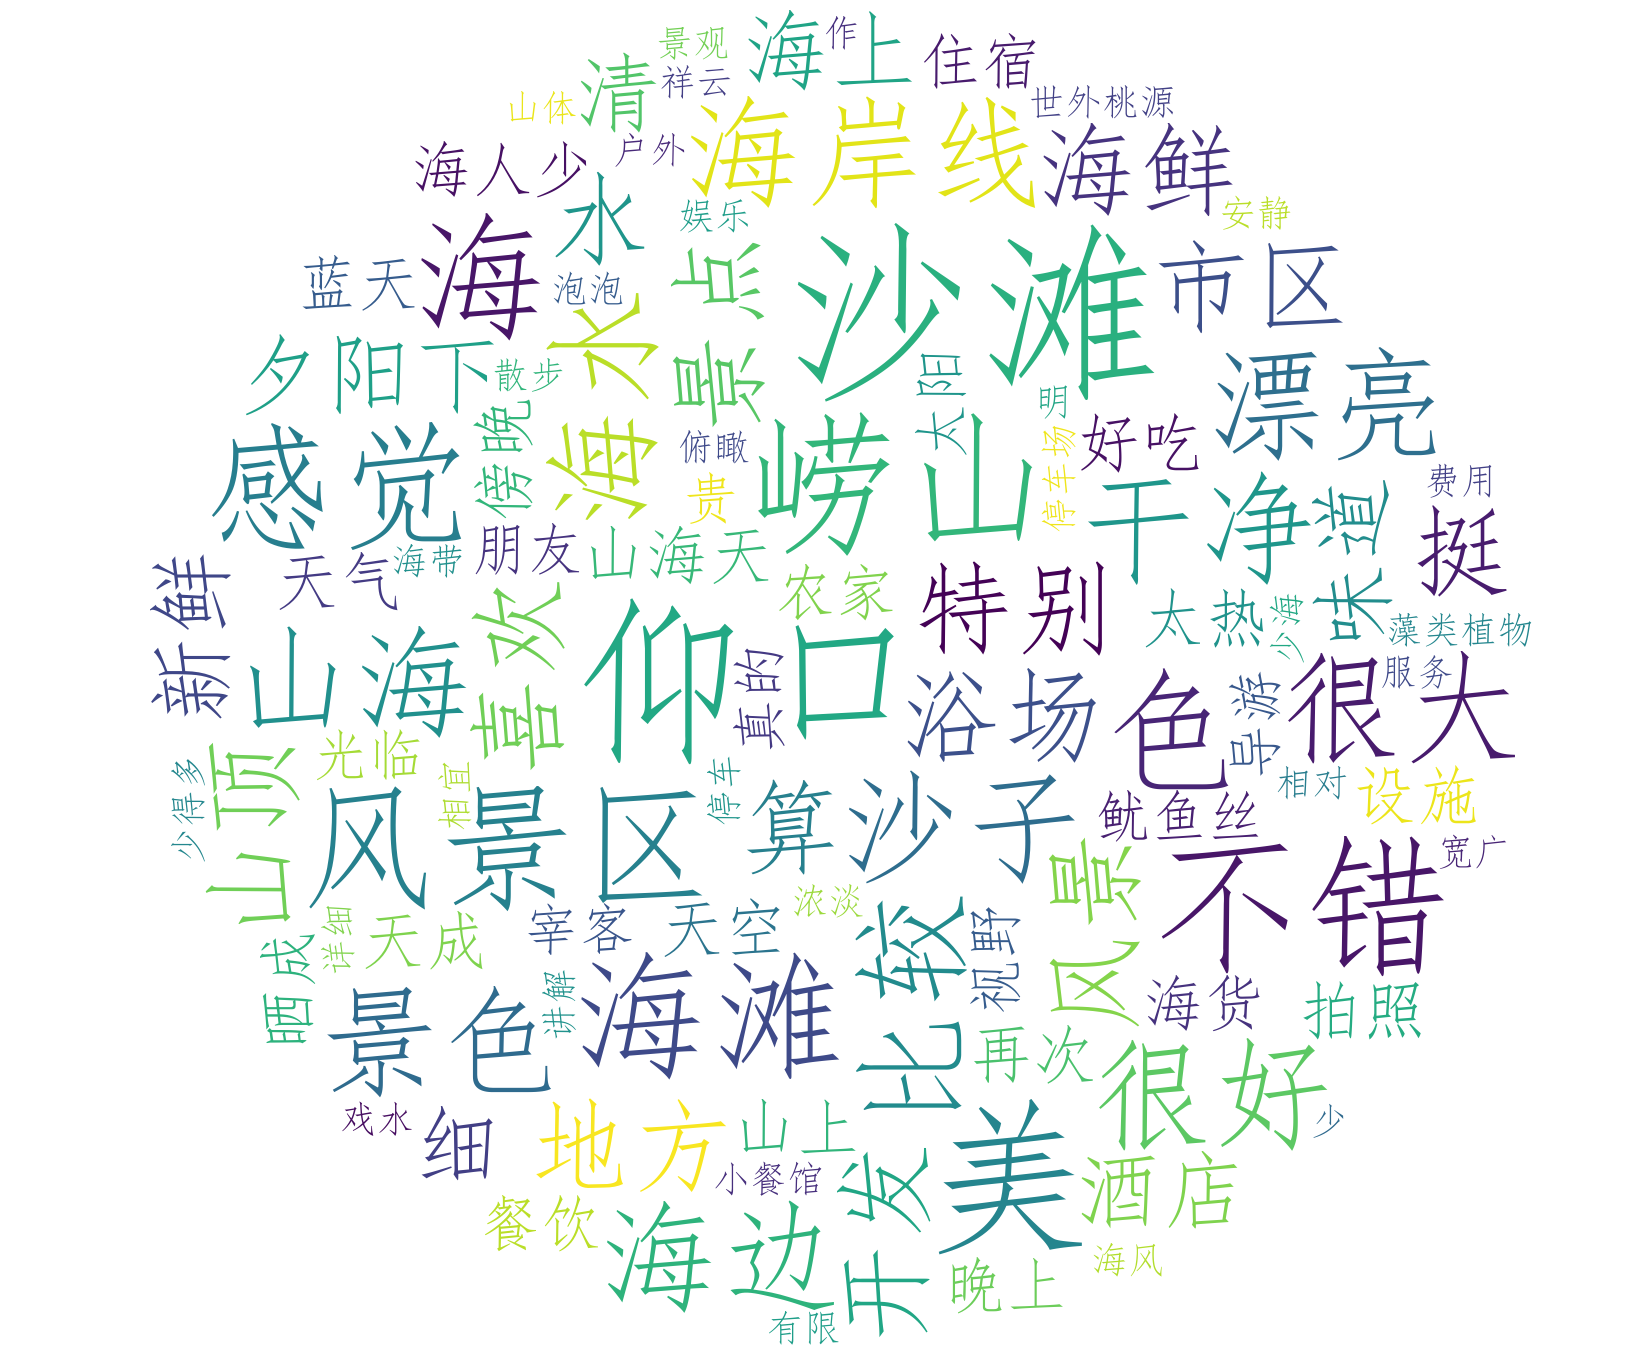 景观
海上
作
住宿
清
祥云
山体
世外桃源
海岸线
海鲜
户外
海人少
水
娱乐
安静
海
沙滩
市区
蓝天
泡泡
景点
海水
夕阳下
散步
太阳
漂亮
明
感觉
傍晚
俯瞰
崂山
好吃
停车场
贵
干净
味道
费用
挺
新鲜
天气
海带
朋友
山海天
农家
特别
太热
少海
藻类植物
山海
喜欢
仰口
真的
浴场
色
导游
很大
服务
山顶
光临
相宜
少得多
停车
相对
设施
风景区
算
沙子
鱿鱼丝
不错
宽广
浓淡
风景
详细
天成
宰客
天空
比较
视野
晒成
景色
讲解
海滩
海货
拍照
再次
很好
戏水
细
地方
山上
小餐馆
开发
美
酒店
少
餐饮
海边
晚上
海风
有限